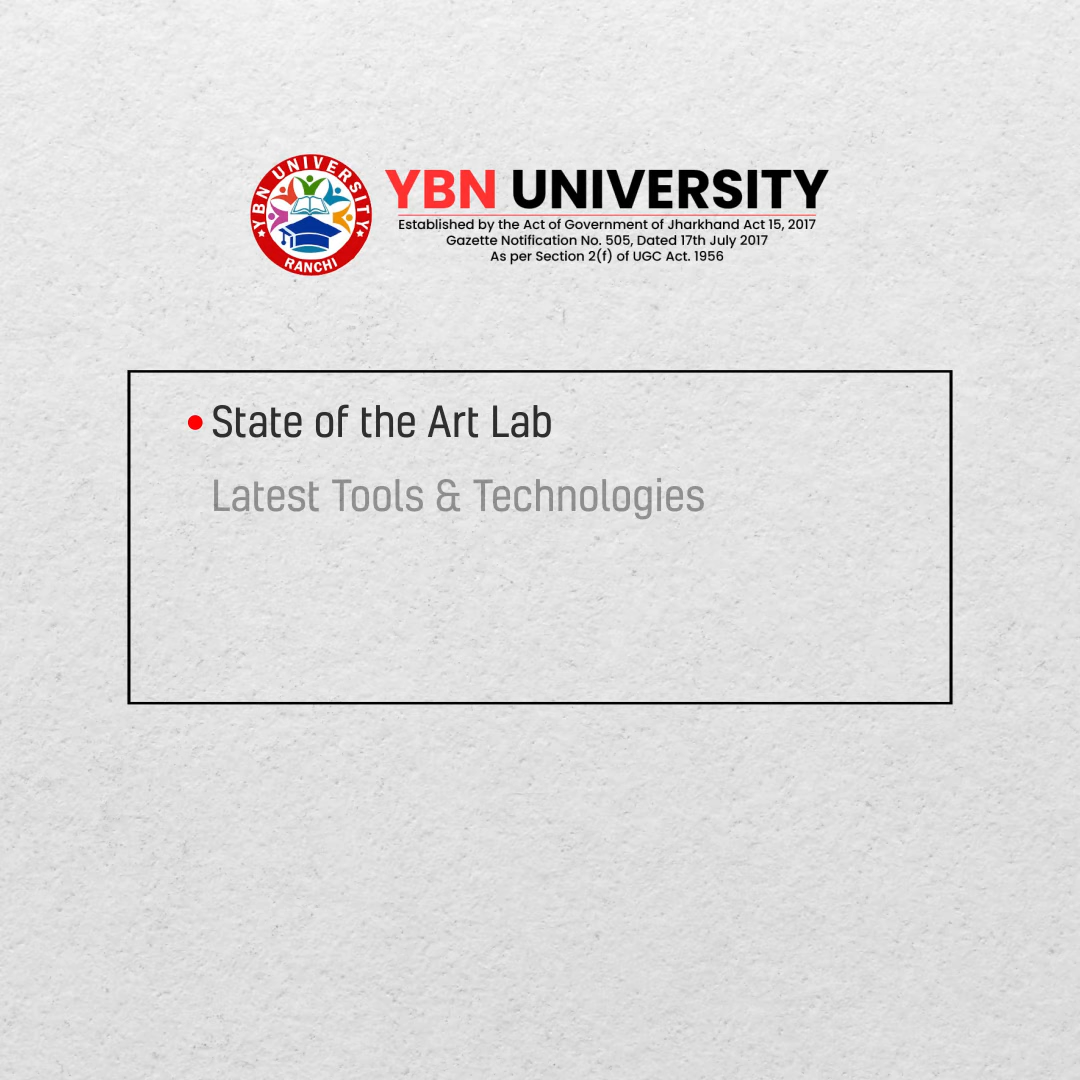 YBN UNIVERSITY
RANCHI
YBN UNIVERSITY
Established by the Act of Government of Jharkhand Act 15, 2017
Gazette Notification No. 505, Dated 17th July 2017
As per Section 2(f) of UGC Act. 1956
• State of the Art Lab
Latest Tools & Technologies